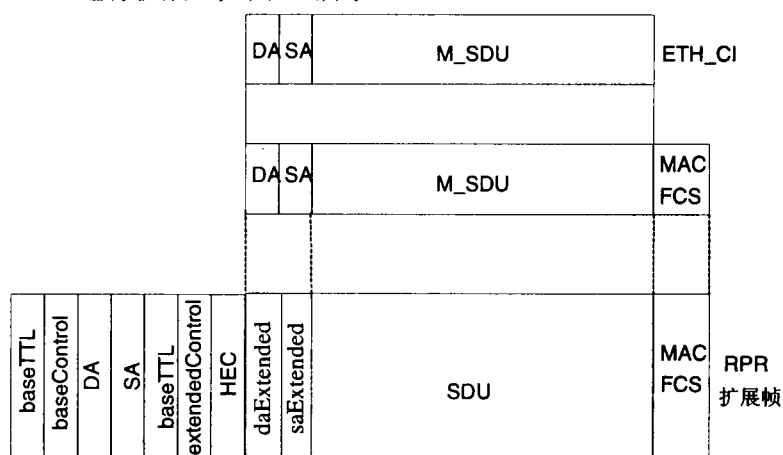 DA SA M_SDU ETH_CI
DA SA M_SDU MAC FCS
baseTTL baseControl DA SA baseTTL extendedControl HEC daExtended saExtended SDU MAC FCS RPR 扩展帧